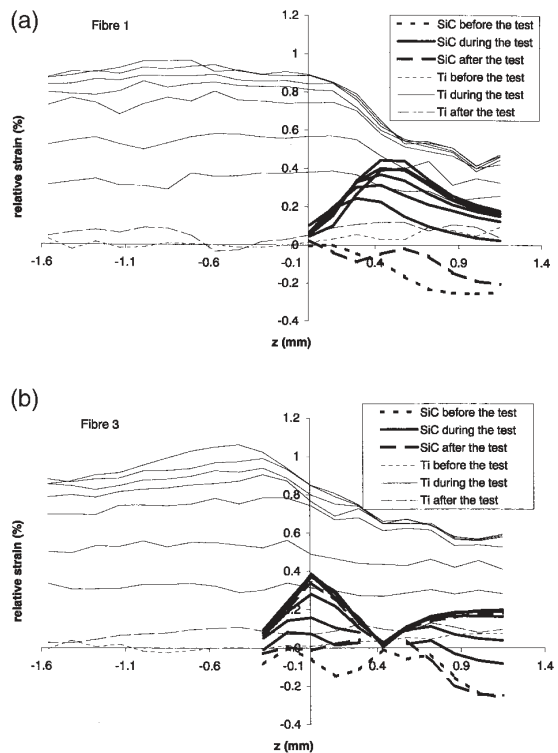 (a)
Fibre 1
SiC before the test
SiC during the test
SiC after the test
Ti before the test
Ti during the test
Ti after the test
relative strain (%)
1.2
1
0.8
0.6
0.4
0.2
0
-0.2
-0.4
-1.6
-1.1
-0.6
-0.1
0.4
0.9
1.4
z (mm)
(b)
Fibre 3
SiC before the test
SiC during the test
SiC after the test
Ti before the test
Ti during the test
Ti after the test
relative strain (%)
1.2
1
0.8
0.6
0.4
0.2
0
-0.2
-0.4
-1.6
-1.1
-0.6
-0.1
0.4
0.9
1.4
z (mm)